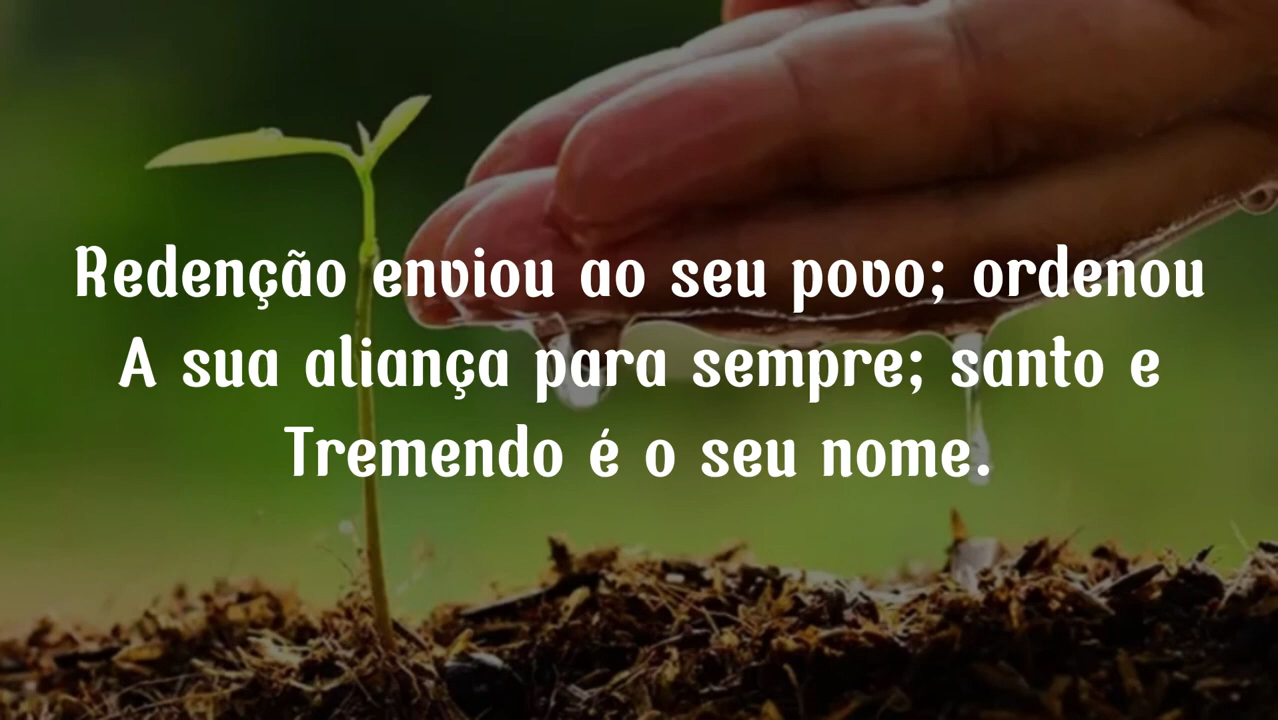 Redenção enviou ao seu povo; ordenou
A sua aliança para sempre; santo e
Tremendo é o seu nome.